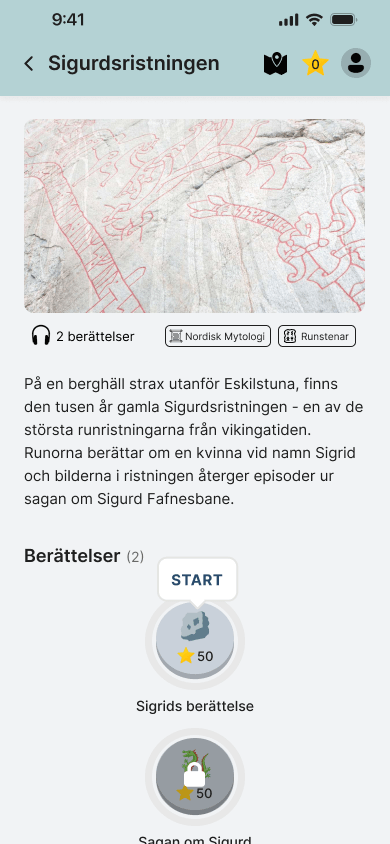 9:41
Sigurdsristningen
0
2 berättelser
Nordisk Mytologi
Runstenar
På en berghäll strax utanför Eskilstuna, finns
den tusen år gamla Sigurdsristningen - en av de
största runristningarna från vikingatiden.
Runorna berättar om en kvinna vid namn Sigrid
och bilderna i ristningen återger episoder ur
sagan om Sigurd Fafnesbane.
Berättelser (2)
START
50
Sigrids berättelse
50
Sagan om Sigurd